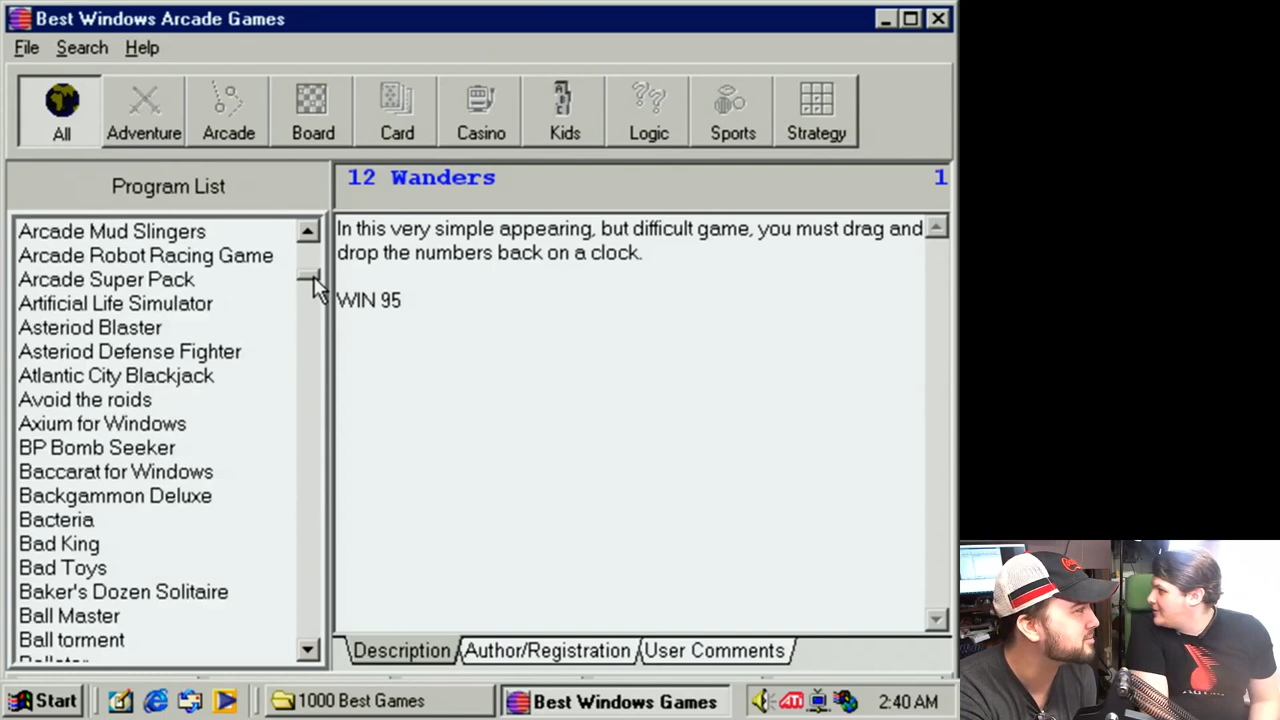 Best Windows Arcade Games
File Search Help
All Adventure Arcade Board Card Casino Kids Logic Sports Strategy
Program List
12 Wanders 1
Arcade Mud Slingers
Arcade Robot Racing Game
Arcade Super Pack
Artificial Life Simulator
Asteriod Blaster
Asteriod Defense Fighter
Atlantic City Blackjack
Avoid the roids
Axium for Windows
BP Bomb Seeker
Baccarat for Windows
Backgammon Deluxe
Bacteria
Bad King
Bad Toys
Baker's Dozen Solitaire
Ball Master
Ball torment
In this very simple appearing, but difficult game, you must drag and
drop the numbers back on a clock.
WIN 95
Description Author/Registration User Comments
Start 1000 Best Games Best Windows Games 2:40 AM